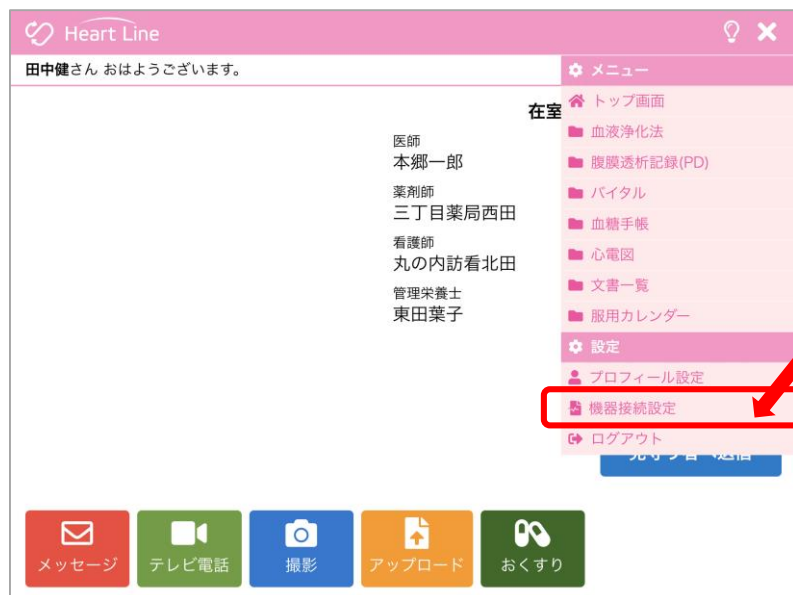 Heart Line
田中健さん おはようございます。
メニュー
トップ画面
血液浄化法
腹膜透析記録(PD)
バイタル
血糖手帳
心電図
文書一覧
服用カレンダー
設定
プロフィール設定
機器接続設定
ログアウト
在室
医師
本郷一郎
薬剤師
三丁目薬局西田
看護師
丸の内訪看北田
管理栄養士
東田葉子
メッセージ
テレビ電話
撮影
アップロード
おくすり